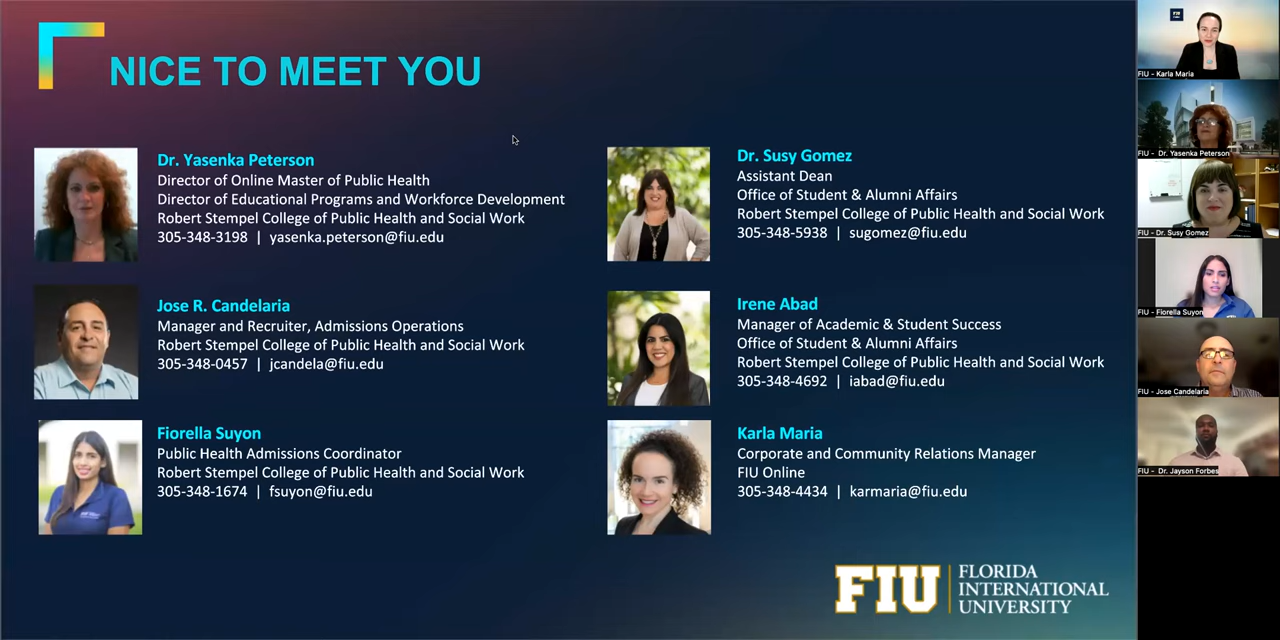 NICE TO MEET YOU
Dr. Yasenka Peterson
Director of Online Master of Public Health
Director of Educational Programs and Workforce Development
Robert Stempel College of Public Health and Social Work
305-348-3198 | yasenka.peterson@fiu.edu
Jose R. Candelaria
Manager and Recruiter, Admissions Operations
Robert Stempel College of Public Health and Social Work
305-348-0457 | jcandela@fiu.edu
Fiorella Suyon
Public Health Admissions Coordinator
Robert Stempel College of Public Health and Social Work
305-348-1674 | fsuyon@fiu.edu
Dr. Susy Gomez
Assistant Dean
Office of Student & Alumni Affairs
Robert Stempel College of Public Health and Social Work
305-348-5938 | sugomez@fiu.edu
Irene Abad
Manager of Academic & Student Success
Office of Student & Alumni Affairs
Robert Stempel College of Public Health and Social Work
305-348-4692 | iabad@fiu.edu
Karla Maria
Corporate and Community Relations Manager
FIU Online
305-348-4434 | karmaria@fiu.edu
FIU
FLORIDA
INTERNATIONAL
UNIVERSITY
FIU
FIU - Karla Maria
FIU - Dr. Yasenka Peterson
FIU - Dr. Susy Gomez
FIU - Fiorella Suyon
FIU - Jose Candelaria
FIU - Dr. Jayson Forbes